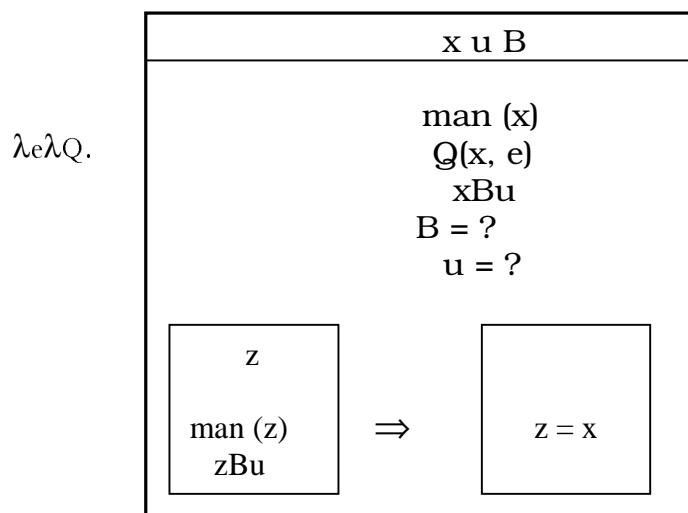 x u B
man (x)
λeλQ.
Q(x, e)
xBu
B = ?
u = ?
z
man (z) ⇒ z = x
zBu